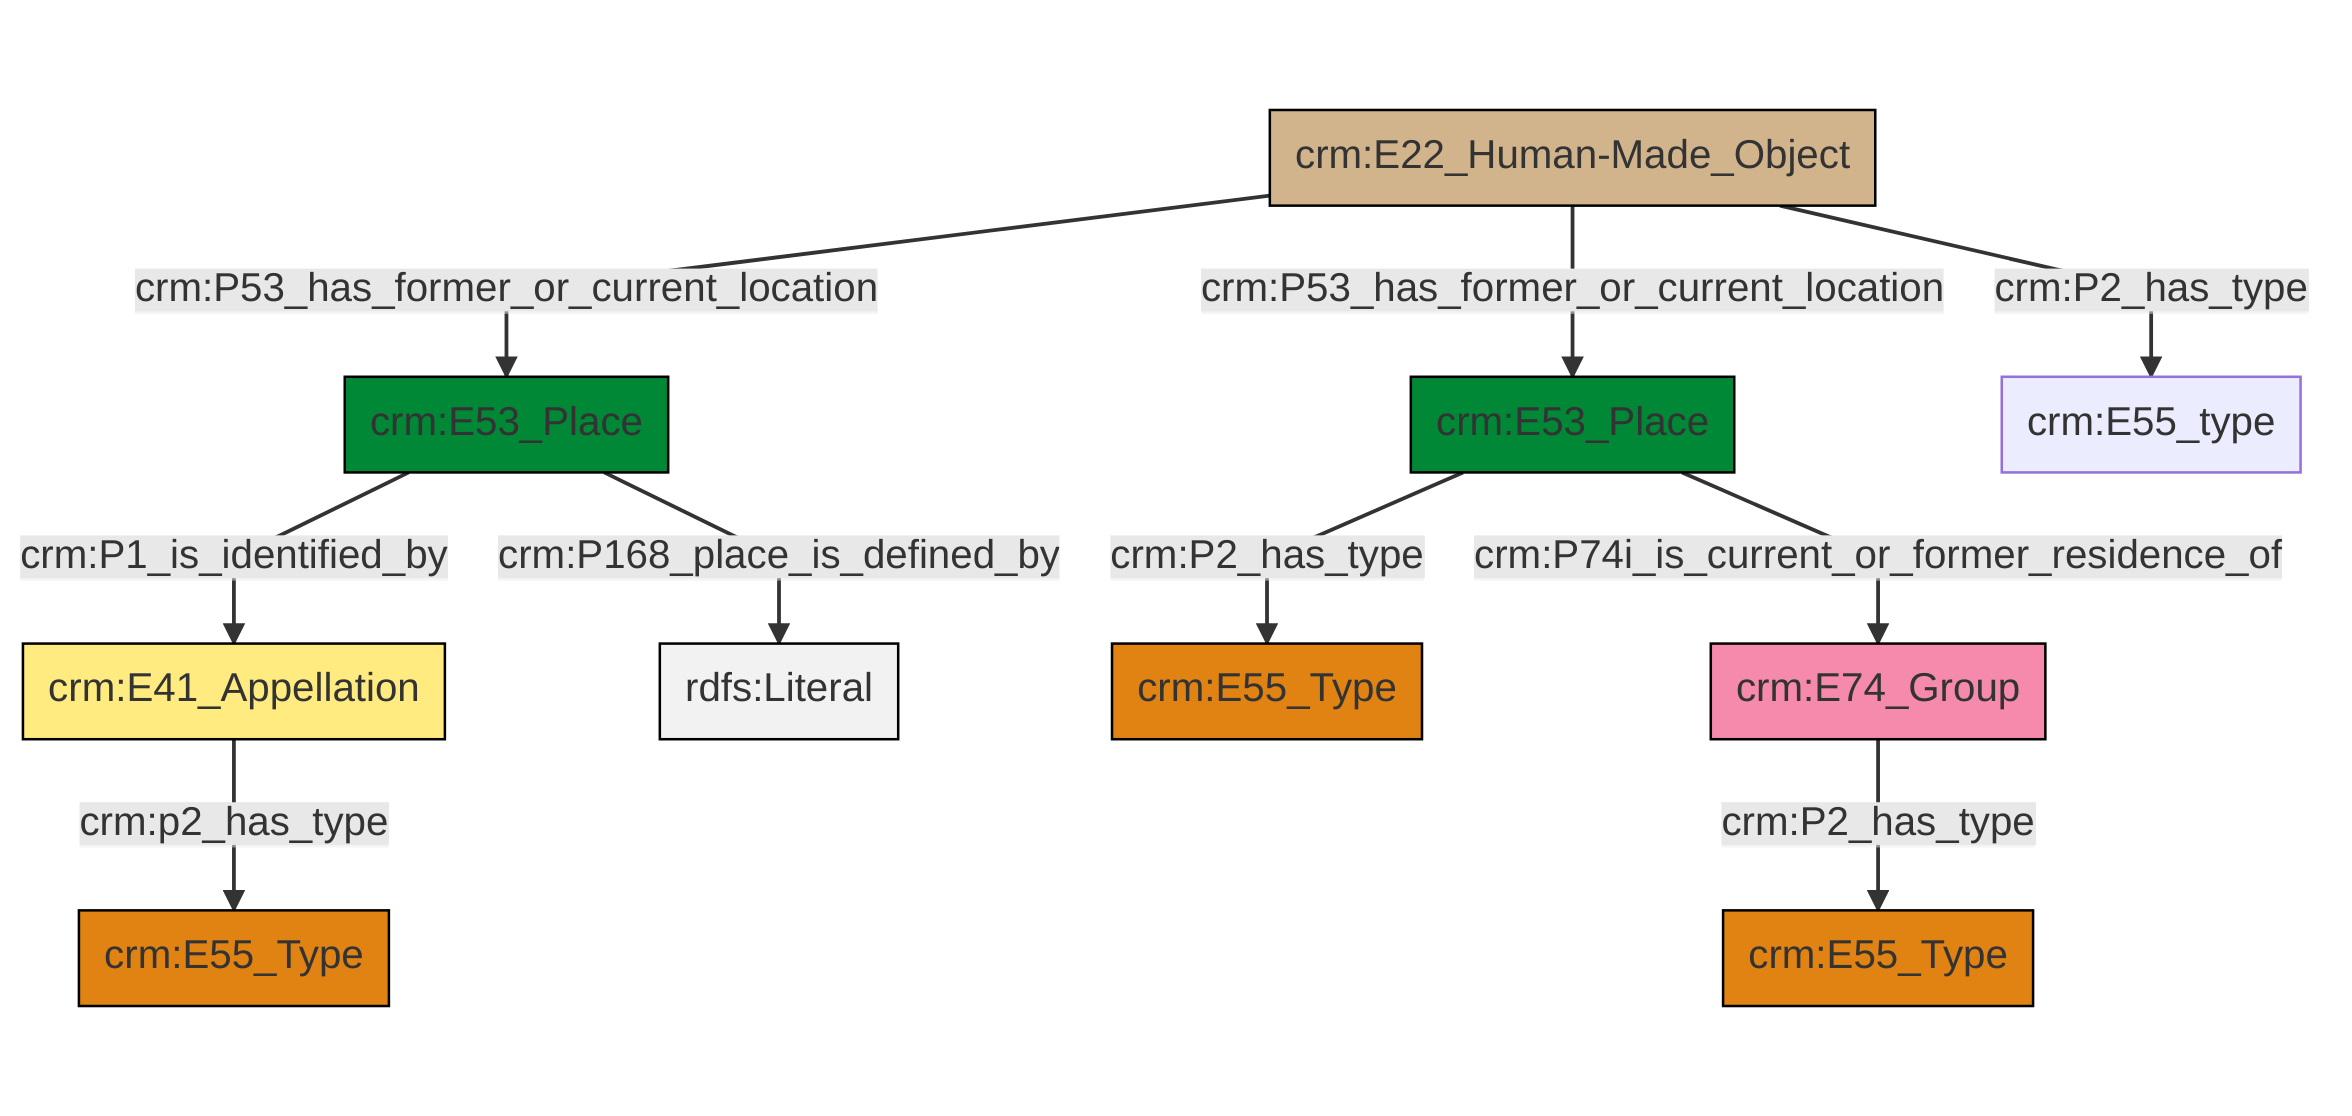 crm:E22_Human-Made_Object
crm:P53_has_former_or_current_location
crm:P53_has_former_or_current_location
crm:P2_has_type
crm:E53_Place
crm:E53_Place
crm:E55_type
crm:P1_is_identified_by
crm:P168_place_is_defined_by
crm:P2_has_type
crm:P74i_is_current_or_former_residence_of
crm:E41_Appellation
rdfs:Literal
crm:E55_Type
crm:E74_Group
crm:p2_has_type
crm:P2_has_type
crm:E55_Type
crm:E55_Type